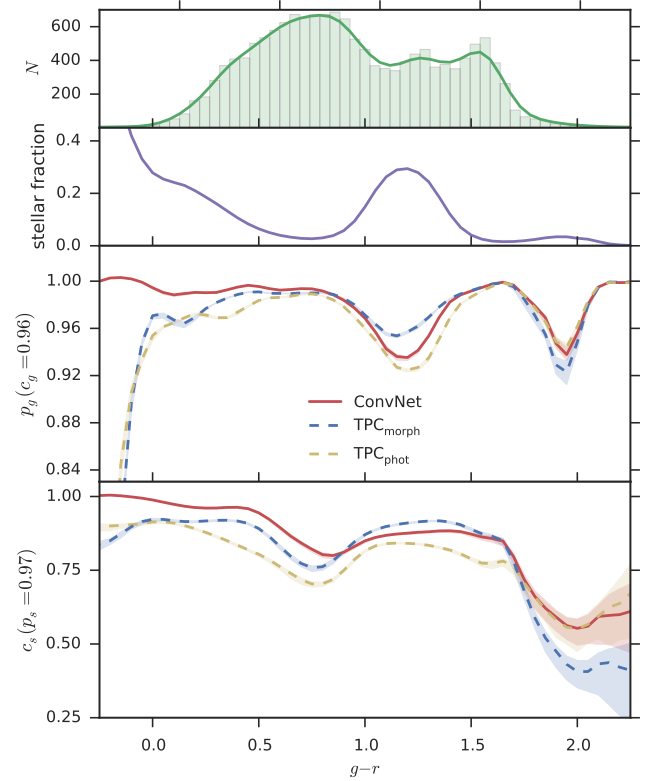 600
400
200
N
0.4
0.2
0.0
stellar fraction
1.00
0.96
0.92
0.88
0.84
p_g (c_g = 0.96)
ConvNet
TPC_morph
TPC_phot
1.00
0.75
0.50
0.25
c_s (p_s = 0.97)
0.0 0.5 1.0 1.5 2.0
g−r